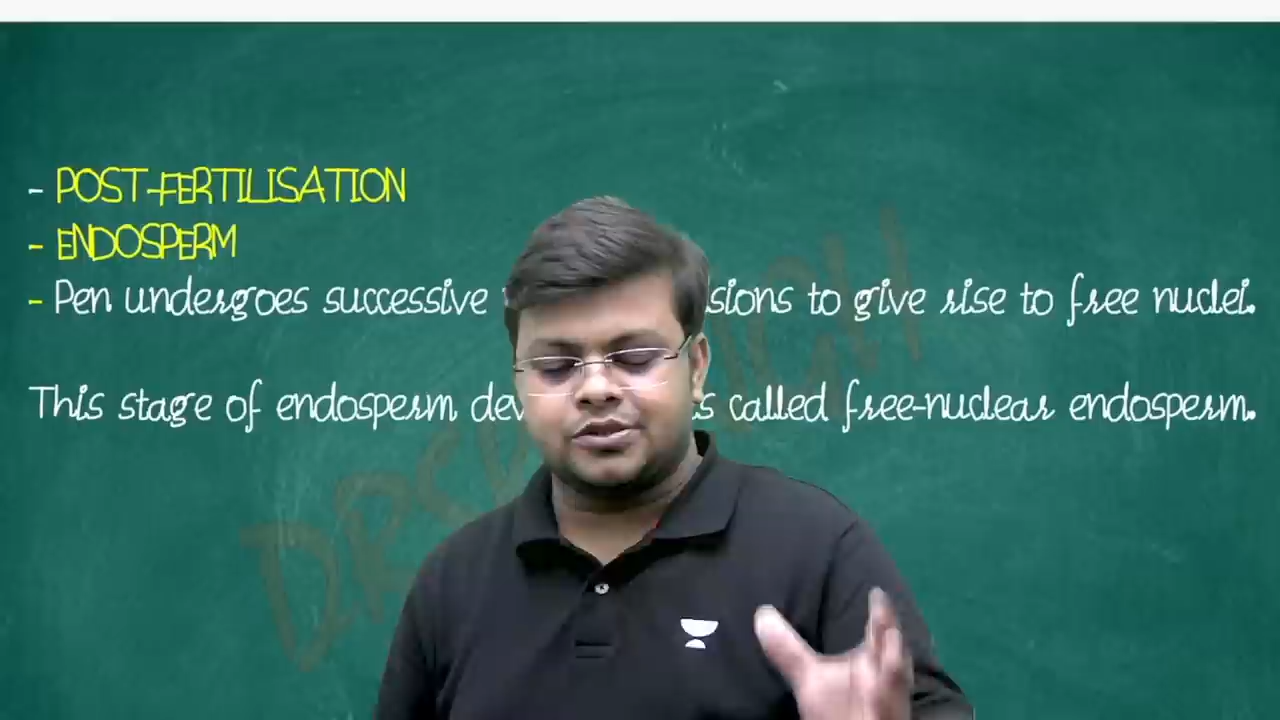 - POST-FERTILISATION
- ENDOSPERM
- Pen undergoes successive sions to give rise to free nuclei.
This stage of endosperm dev s called free-nuclear endosperm.